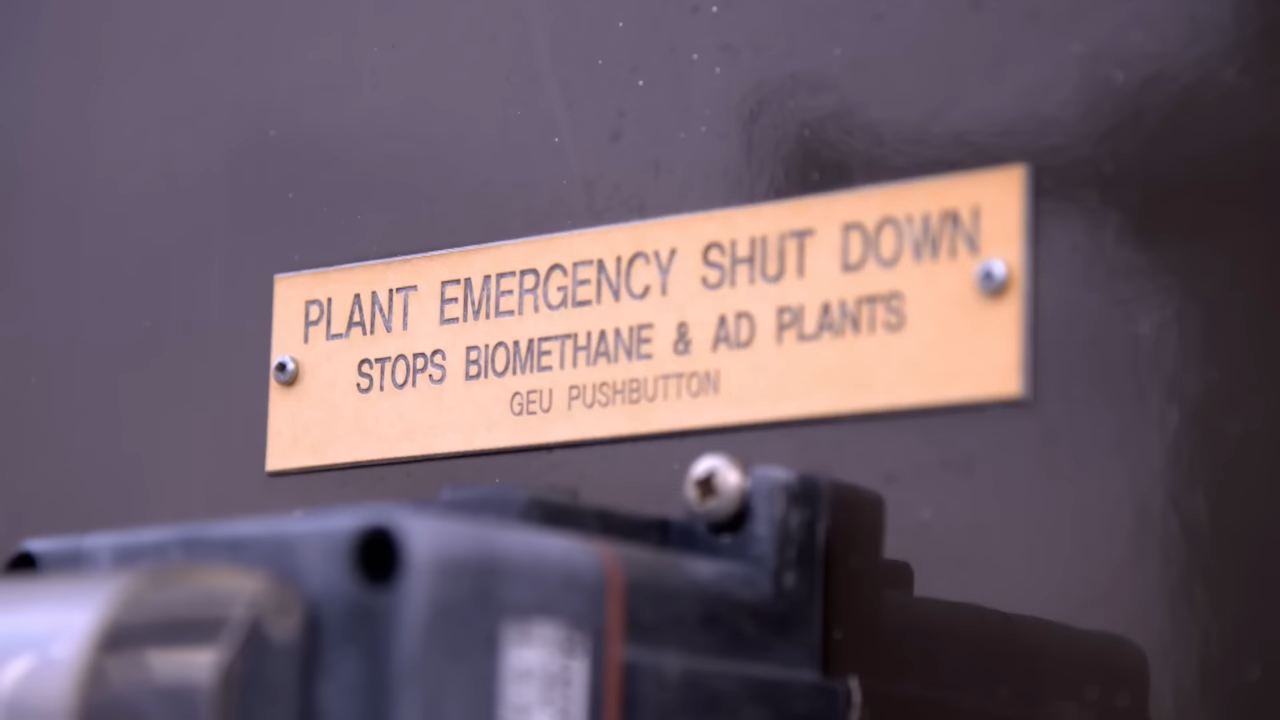 PLANT EMERGENCY SHUT DOWN
STOPS BIOMETHANE & AD PLANTS
GEU PUSHBUTTON